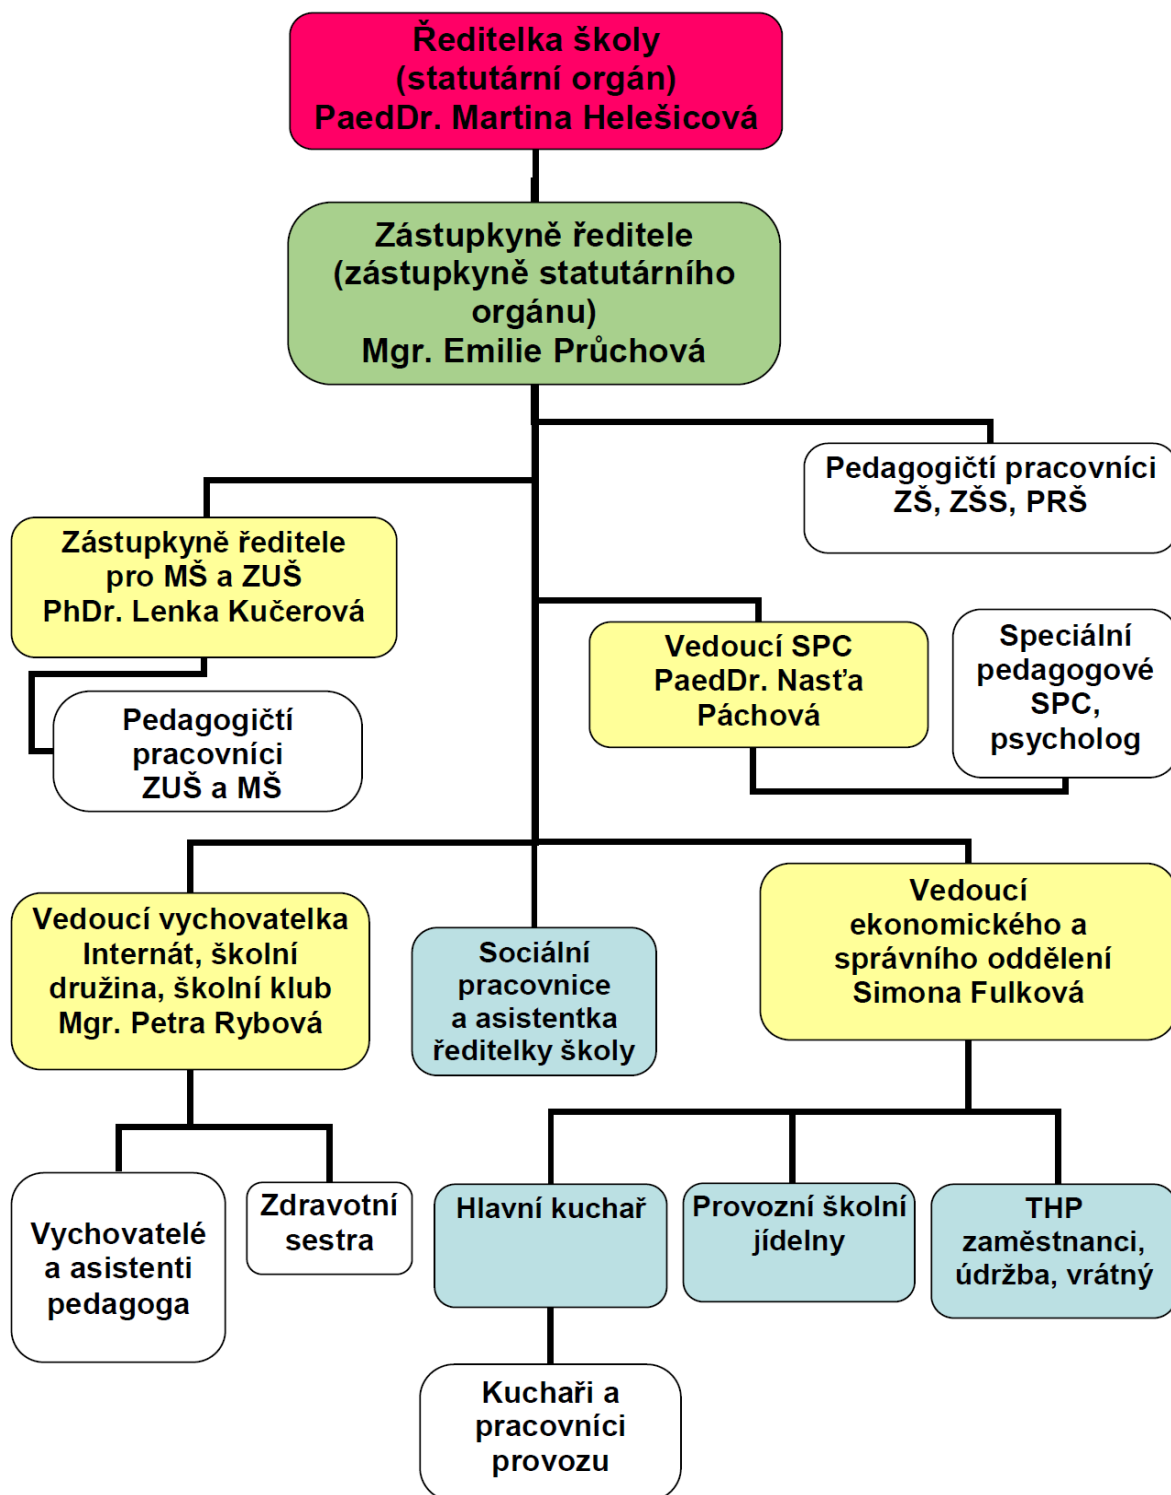 Ředitelka školy
(statutární orgán)
PaedDr. Martina Helešicová
Zástupkyně ředitele
(zástupkyně statutárního
orgánu)
Mgr. Emilie Průchová
Pedagogičtí pracovníci
ZŠ, ZŠS, PRŠ
Zástupkyně ředitele
pro MŠ a ZUŠ
PhDr. Lenka Kučerová
Pedagogičtí
pracovníci
ZUŠ a MŠ
Vedoucí SPC
PaedDr. Nasťa
Páchová
Speciální
pedagogové
SPC,
psycholog
Vedoucí vychovatelka
Internát, školní
družina, školní klub
Mgr. Petra Rybová
Sociální
pracovnice
a asistentka
ředitelky školy
Vedoucí
ekonomického a
správního oddělení
Simona Fulková
Vychovatelé
a asistenti
pedagoga
Zdravotní
sestra
Hlavní kuchař
Provozní školní
jídelny
THP
zaměstnanci,
údržba, vrátný
Kuchaři a
pracovníci
provozu